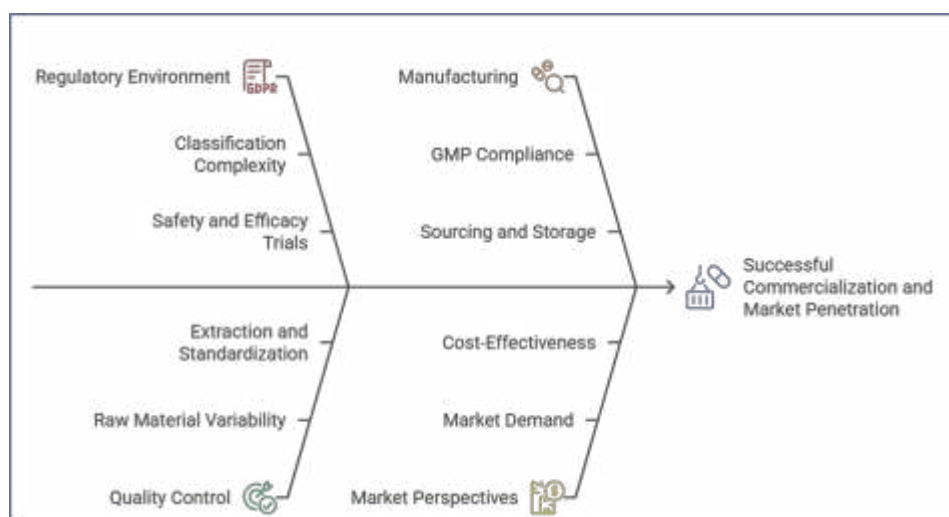 Regulatory Environment
GDPR
Manufacturing
Classification
Complexity
GMP Compliance
Safety and Efficacy
Trials
Sourcing and Storage
Successful
Commercialization and
Market Penetration
Extraction and
Standardization
Cost-Effectiveness
Raw Material Variability
Market Demand
Quality Control
Market Perspectives